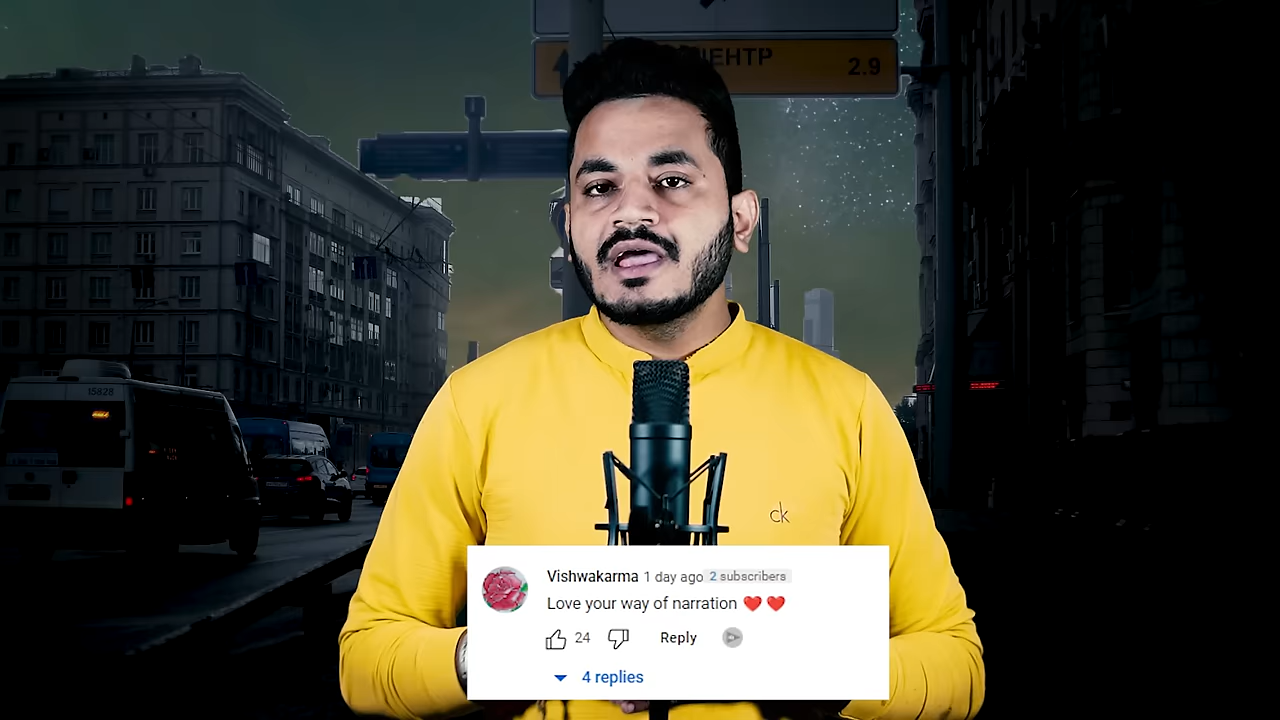 ЦЕНТР
2.9
15828
ck
Vishwakarma 1 day ago 2 subscribers
Love your way of narration ❤️ ❤️
24 Reply
4 replies